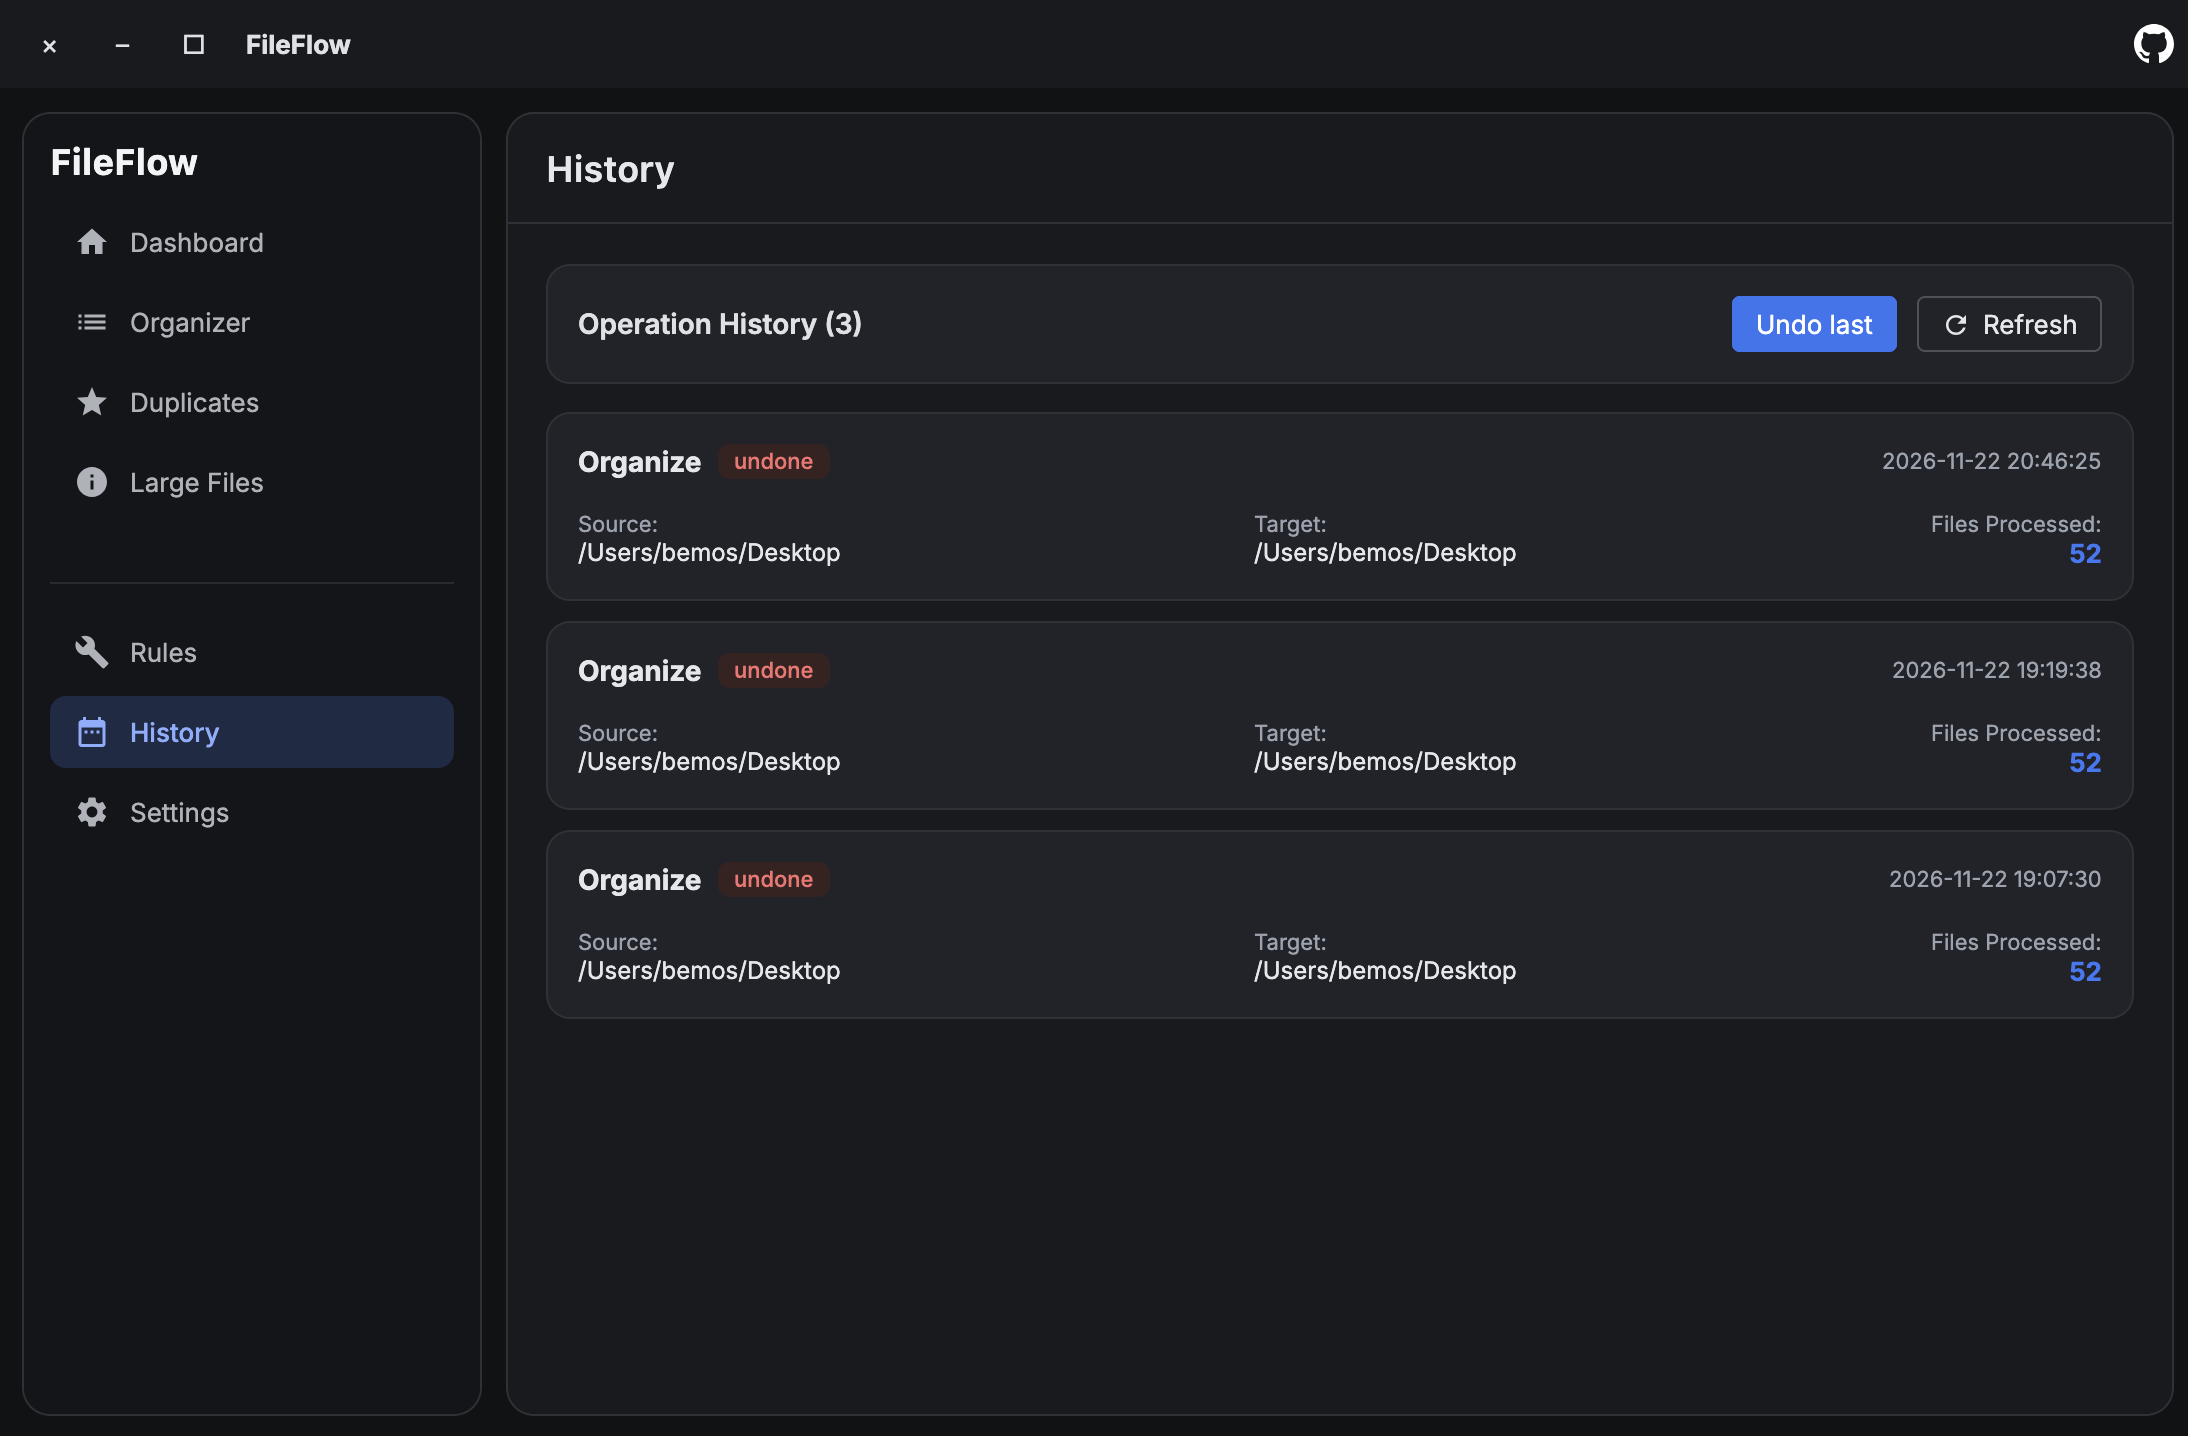 FileFlow
FileFlow
Dashboard
Organizer
Duplicates
Large Files
Rules
History
Settings
History
Operation History (3)
Undo last
Refresh
Organize undone 2026-11-22 20:46:25
Source: Target: Files Processed:
/Users/bemos/Desktop /Users/bemos/Desktop 52
Organize undone 2026-11-22 19:19:38
Source: Target: Files Processed:
/Users/bemos/Desktop /Users/bemos/Desktop 52
Organize undone 2026-11-22 19:07:30
Source: Target: Files Processed:
/Users/bemos/Desktop /Users/bemos/Desktop 52